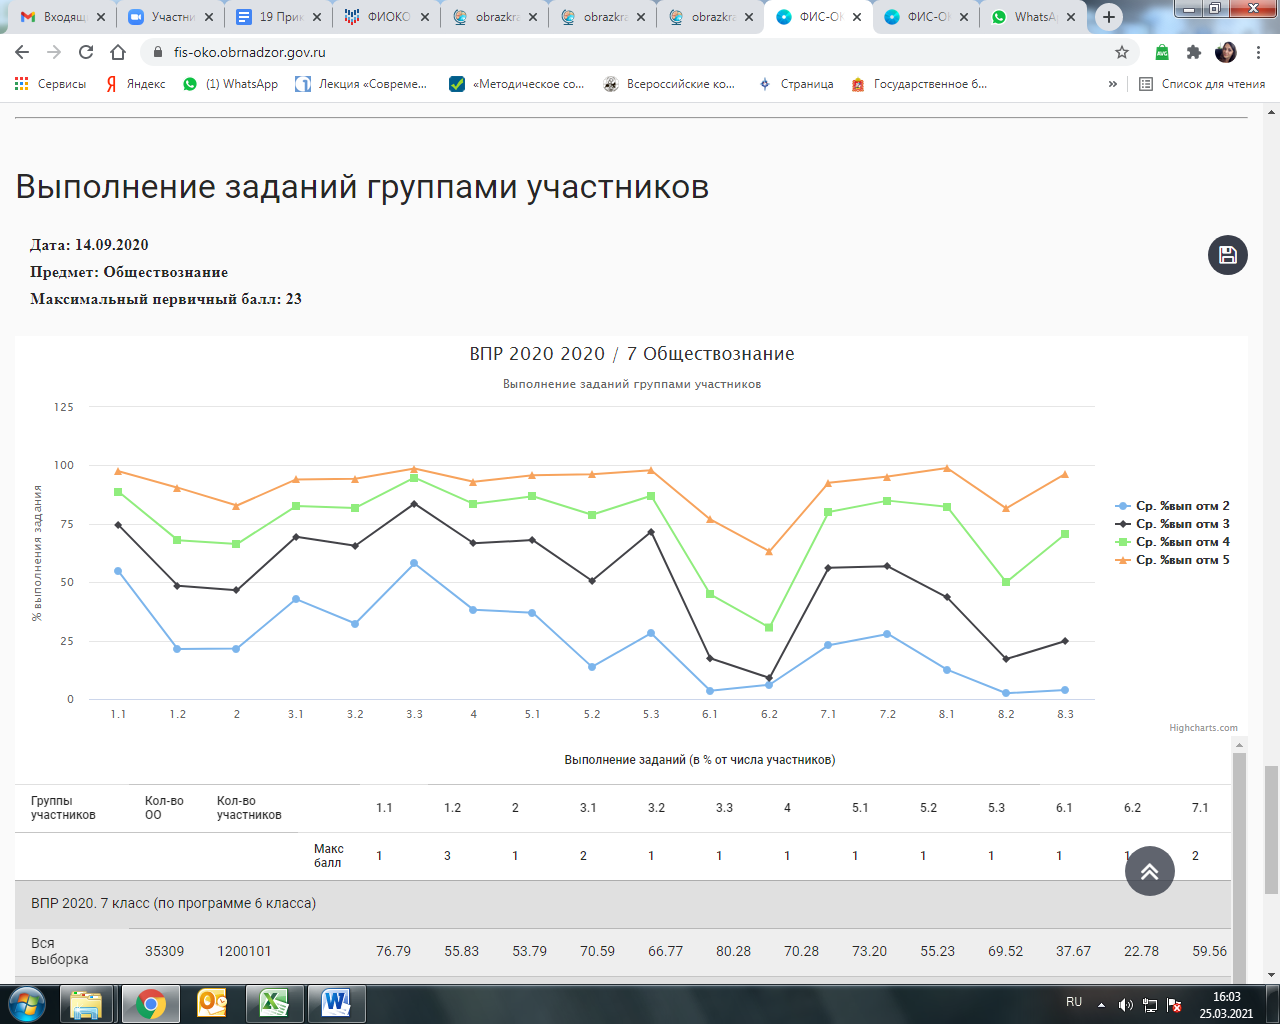 Входящи Участни 19 При ФИОКО obrazkra obrazkra obrazkra ФИС-ОК ФИС-ОК WhatsAp
fis-oko.obrnadzor.gov.ru
Сервисы Яндекс (1) WhatsApp Лекция «Совреме... «Методическое со... Всероссийские ко... Страница Государственное б... » Список для чтения
Выполнение заданий группами участников
Дата: 14.09.2020
Предмет: Обществознание
Максимальный первичный балл: 23
ВПР 2020 2020 / 7 Обществознание
Выполнение заданий группами участников
% выполнения задания
125
100
75
50
25
0
1.1 1.2 2 3.1 3.2 3.3 4 5.1 5.2 5.3 6.1 6.2 7.1 7.2 8.1 8.2 8.3
Ср. %вып отм 2
Ср. %вып отм 3
Ср. %вып отм 4
Ср. %вып отм 5
Highcharts.com
Выполнение заданий (в % от числа участников)
Группы участников Кол-во ОО Кол-во участников 1.1 1.2 2 3.1 3.2 3.3 4 5.1 5.2 5.3 6.1 6.2 7.1
Макс балл 1 3 1 2 1 1 1 1 1 1 1 1 2
ВПР 2020. 7 класс (по программе 6 класса)
Вся выборка 35309 1200101 76.79 55.83 53.79 70.59 66.77 80.28 70.28 73.20 55.23 69.52 37.67 22.78 59.56
RU 16:03
25.03.2021